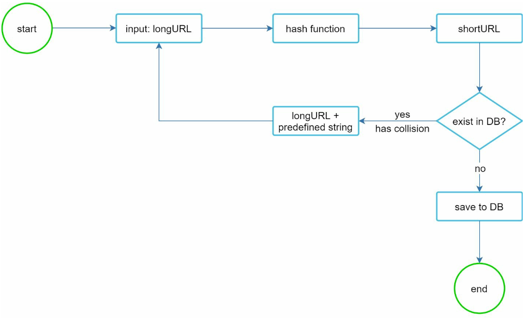 start
input: longURL
hash function
shortURL
exist in DB?
yes
has collision
longURL +
predefined string
no
save to DB
end